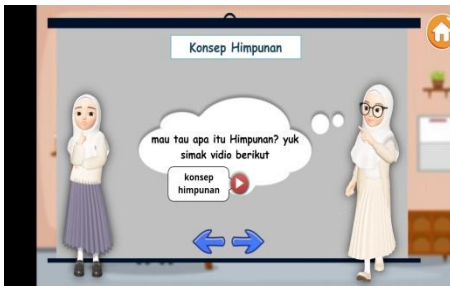 Konsep Himpunan
mau tau apa itu Himpunan? yuk
simak vidio berikut
konsep
himpunan